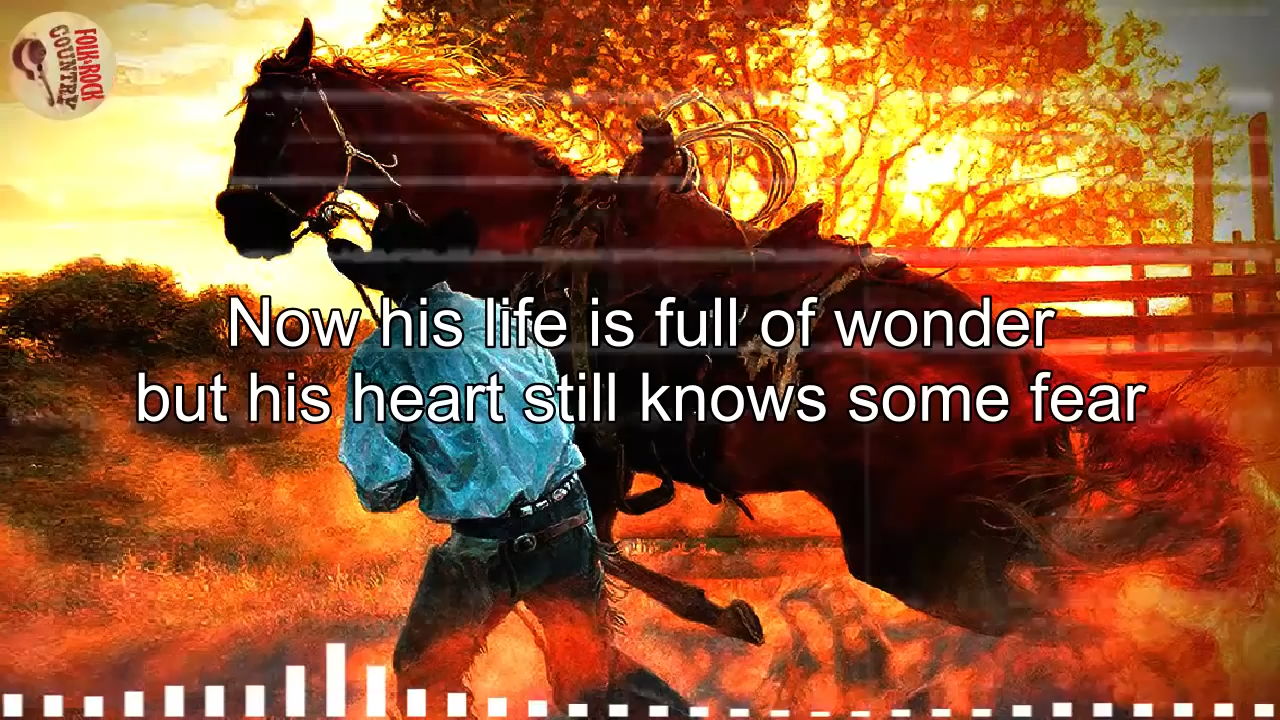 FOLK-ROCK
COUNTRY
Now his life is full of wonder
but his heart still knows some fear